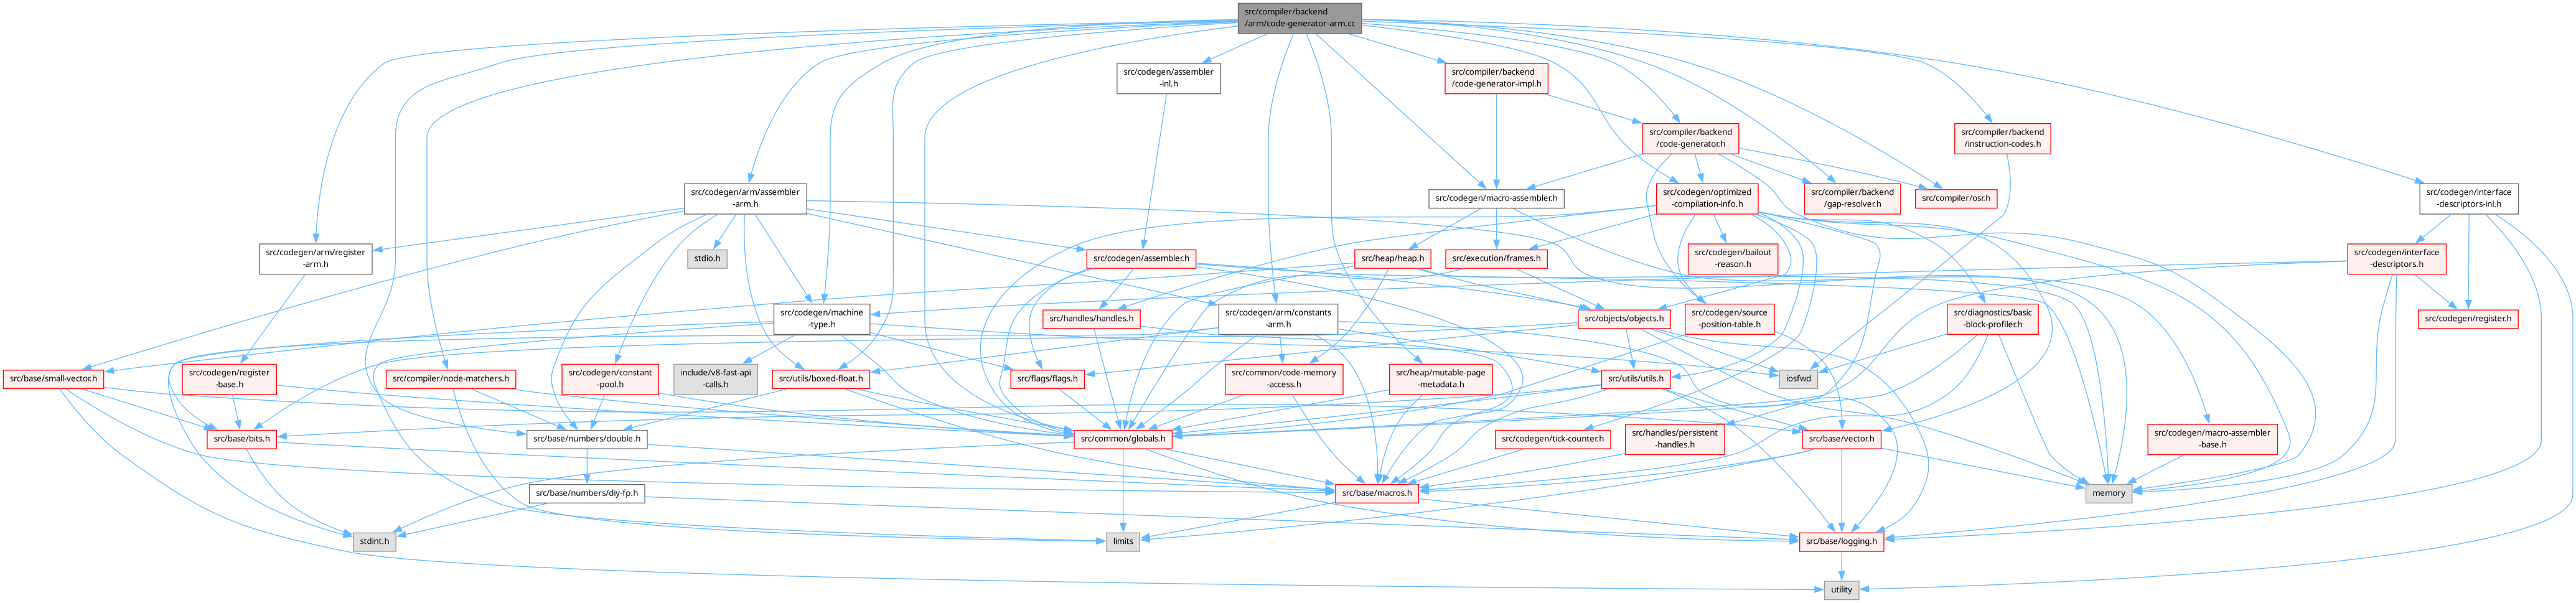 src/compiler/backend
/arm/code-generator-arm.cc
src/codegen/assembler
-inl.h
src/compiler/backend
/code-generator-impl.h
src/compiler/backend
/code-generator.h
src/compiler/backend
/instruction-codes.h
src/codegen/arm/assembler
-arm.h
src/codegen/macro-assembler.h
src/codegen/optimized
-compilation-info.h
src/compiler/backend
/gap-resolver.h
src/compiler/osr.h
src/codegen/interface
-descriptors-inl.h
src/codegen/arm/register
-arm.h
stdio.h
src/codegen/assembler.h
src/heap/heap.h
src/execution/frames.h
src/codegen/bailout
-reason.h
src/codegen/interface
-descriptors.h
src/codegen/machine
-type.h
src/handles/handles.h
src/codegen/arm/constants
-arm.h
src/objects/objects.h
src/codegen/source
-position-table.h
src/diagnostics/basic
-block-profiler.h
src/codegen/register.h
src/base/small-vector.h
src/codegen/register
-base.h
src/compiler/node-matchers.h
src/codegen/constant
-pool.h
include/v8-fast-api
-calls.h
src/utils/boxed-float.h
src/flags/flags.h
src/common/code-memory
-access.h
src/heap/mutable-page
-metadata.h
src/utils/utils.h
iosfwd
src/base/bits.h
src/base/numbers/double.h
src/common/globals.h
src/codegen/tick-counter.h
src/handles/persistent
-handles.h
src/base/vector.h
src/codegen/macro-assembler
-base.h
src/base/numbers/diy-fp.h
src/base/macros.h
memory
stdint.h
limits
src/base/logging.h
utility